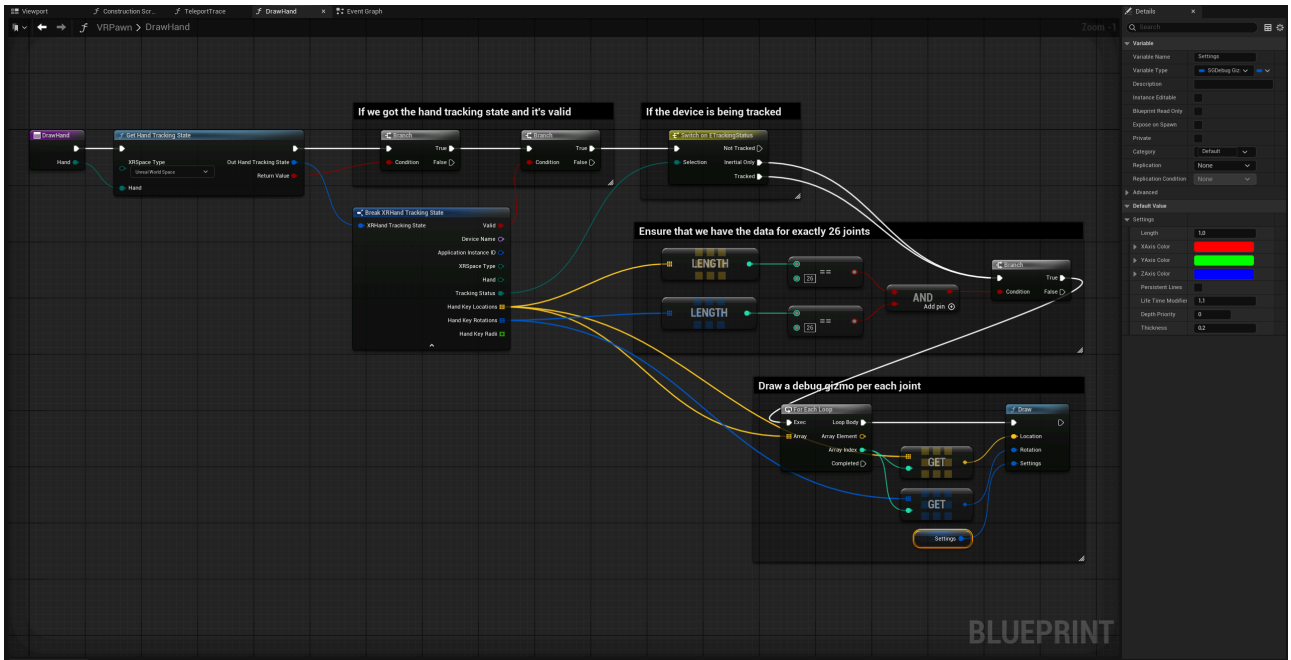 Viewport
Construction Scr...
TeleportTrace
DrawHand
Event Graph
VRPawn > DrawHand
Zoom -1
If we got the hand tracking state and it's valid
If the device is being tracked
DrawHand
Hand
Get Hand Tracking State
XRSpace Type
Unreal World Space
Hand
Out Hand Tracking State
Return Value
Branch
Condition
True
False
Branch
Condition
True
False
Switch on ETrackingStatus
Selection
Not Tracked
Inertial Only
Tracked
Break XRHand Tracking State
XRHand Tracking State
Valid
Device Name
Application Instance ID
XRSpace Type
Hand
Tracking Status
Hand Key Locations
Hand Key Rotations
Hand Key Radii
Ensure that we have the data for exactly 26 joints
LENGTH
26
==
LENGTH
26
==
AND
Add pin
Branch
Condition
True
False
Draw a debug gizmo per each joint
For Each Loop
Exec
Array
Loop Body
Array Element
Array Index
Completed
GET
GET
Settings
Draw
Location
Rotation
Settings
BLUEPRINT
Details
Search
Variable
Variable Name Settings
Variable Type SSDebug Giz
Description
Instance Editable
Blueprint Read Only
Expose on Spawn
Private
Category Default
Replication None
Replication Condition None
Advanced
Default Value
Settings
Length 1,0
XAxis Color
YAxis Color
ZAxis Color
Persistent Lines
Life Time Modifier 1,1
Depth Priority 0
Thickness 0,2